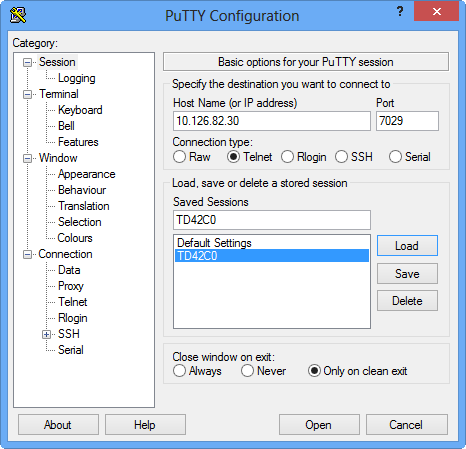 PuTTY Configuration
?
Category:
Session
Logging
Terminal
Keyboard
Bell
Features
Window
Appearance
Behaviour
Translation
Selection
Colours
Connection
Data
Proxy
Telnet
Rlogin
SSH
Serial
Basic options for your PuTTY session
Specify the destination you want to connect to
Host Name (or IP address) Port
10.126.82.30 7029
Connection type:
Raw Telnet Rlogin SSH Serial
Load, save or delete a stored session
Saved Sessions
TD42C0
Default Settings
TD42C0
Load
Save
Delete
Close window on exit:
Always Never Only on clean exit
About Help Open Cancel